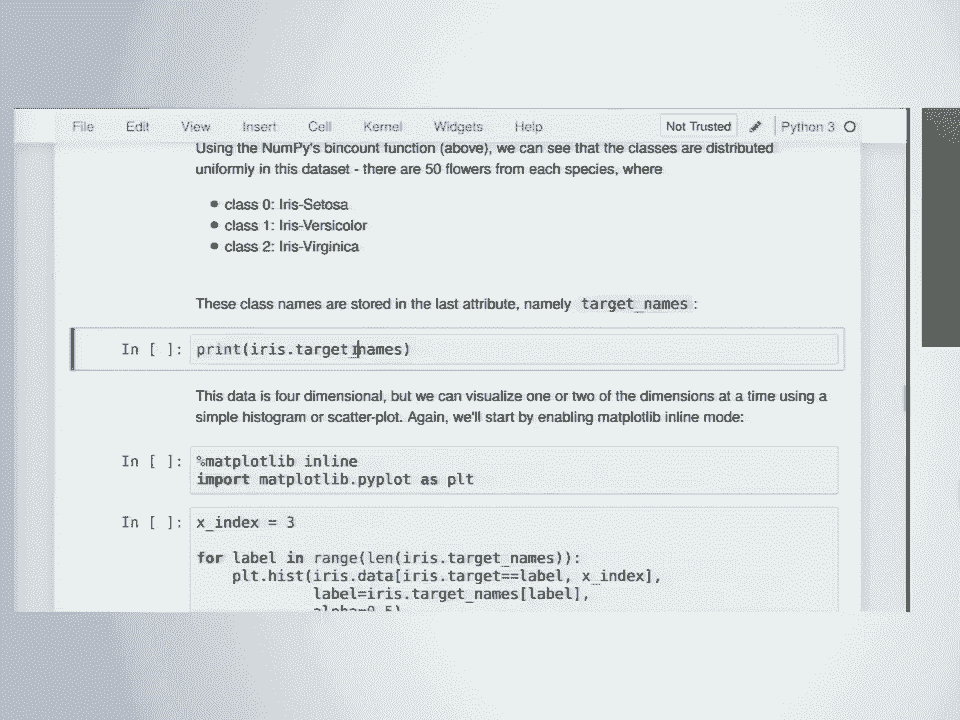 File Edit View Insert Cell Kernel Widgets Help Not Trusted Python 3
Using the NumPy's bincount function (above), we can see that the classes are distributed
uniformly in this dataset - there are 50 flowers from each species, where
class 0: Iris-Setosa
class 1: Iris-Versicolor
class 2: Iris-Virginica
These class names are stored in the last attribute, namely target_names :
In [ ]: print(iris.target_names)
This data is four dimensional, but we can visualize one or two of the dimensions at a time using a
simple histogram or scatter-plot. Again, we'll start by enabling matplotlib inline mode:
In [ ]: %matplotlib inline
import matplotlib.pyplot as plt
In [ ]: x_index = 3
for label in range(len(iris.target_names)):
plt.hist(iris.data[iris.target==label, x_index],
label=iris.target_names[label],
alpha=0.5)